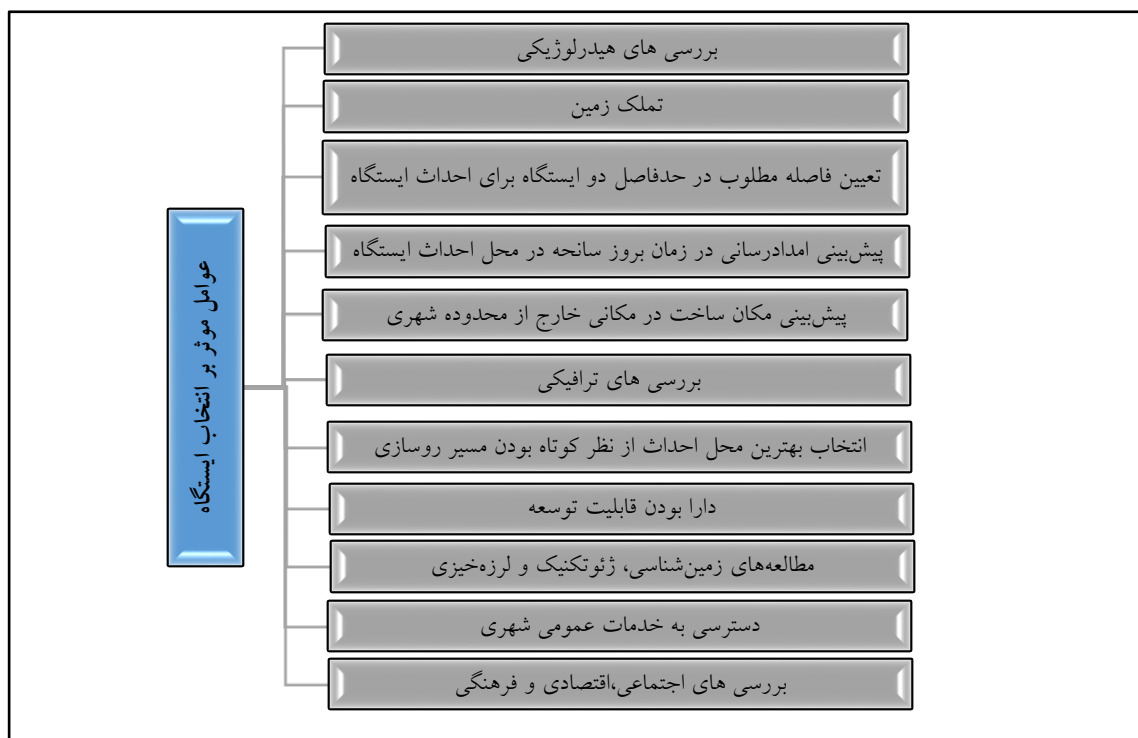 عوامل موثر بر انتخاب ایستگاه
بررسی های هیدرلوژیکی
تملک زمین
تعیین فاصله مطلوب در حدفاصل دو ایستگاه برای احداث ایستگاه
پیش‌بینی امدادرسانی در زمان بروز سانحه در محل احداث ایستگاه
پیش‌بینی مکان ساخت در مکانی خارج از محدوده شهری
بررسی های ترافیکی
انتخاب بهترین محل احداث از نظر کوتاه بودن مسیر روسازی
دارا بودن قابلیت توسعه
مطالعه‌های زمین‌شناسی، ژئوتکنیک و لرزه‌خیزی
دسترسی به خدمات عمومی شهری
بررسی های اجتماعی،اقتصادی و فرهنگی